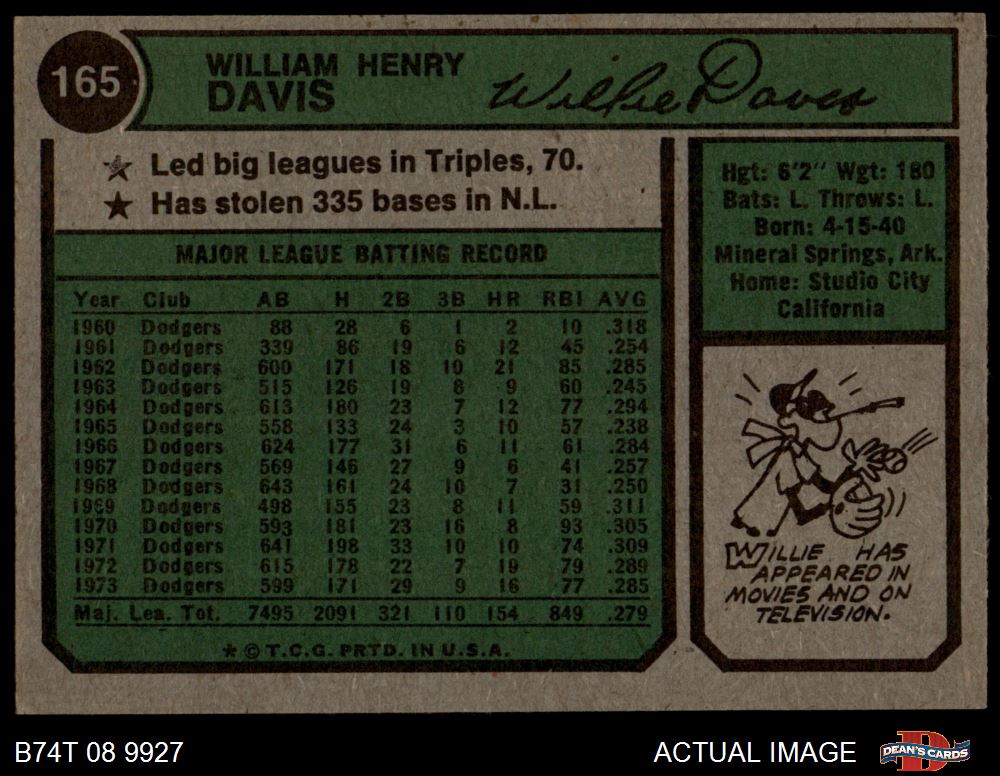 165
WILLIAM HENRY
DAVIS
Willie Davis
★ Led big leagues in Triples, 70.
★ Has stolen 335 bases in N.L.
MAJOR LEAGUE BATTING RECORD
Year Club AB H 2B 3B HR RBI AVG
1960 Dodgers 88 28 6 1 2 10 .318
1961 Dodgers 339 86 19 6 12 45 .254
1962 Dodgers 600 171 18 10 21 85 .285
1963 Dodgers 515 126 19 8 9 60 .245
1964 Dodgers 613 180 23 7 12 77 .294
1965 Dodgers 558 133 24 3 10 57 .238
1966 Dodgers 624 177 31 6 11 61 .284
1967 Dodgers 569 146 27 9 6 41 .257
1968 Dodgers 643 161 24 10 7 31 .250
1969 Dodgers 498 155 23 8 11 59 .311
1970 Dodgers 593 181 23 16 8 93 .305
1971 Dodgers 641 198 33 10 10 74 .309
1972 Dodgers 615 178 22 7 19 79 .289
1973 Dodgers 599 171 29 9 16 77 .285
Maj. Lea. Tot. 7495 2091 321 110 154 849 .279
★ © T.C.G. PRTD. IN U.S.A.
Hgt: 6'2" Wgt: 180
Bats: L. Throws: L.
Born: 4-15-40
Mineral Springs, Ark.
Home: Studio City
California
WILLIE HAS
APPEARED IN
MOVIES AND ON
TELEVISION.
B74T 08 9927
ACTUAL IMAGE
D
DEAN'S CARDS